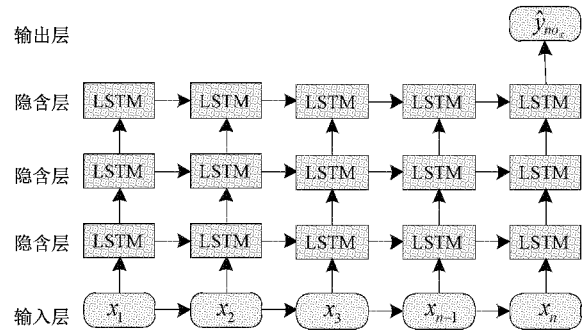 输出层 ŷ_{no_x}
隐含层 LSTM LSTM LSTM LSTM LSTM
隐含层 LSTM LSTM LSTM LSTM LSTM
隐含层 LSTM LSTM LSTM LSTM LSTM
输入层 x_1 x_2 x_3 x_{n-1} x_n